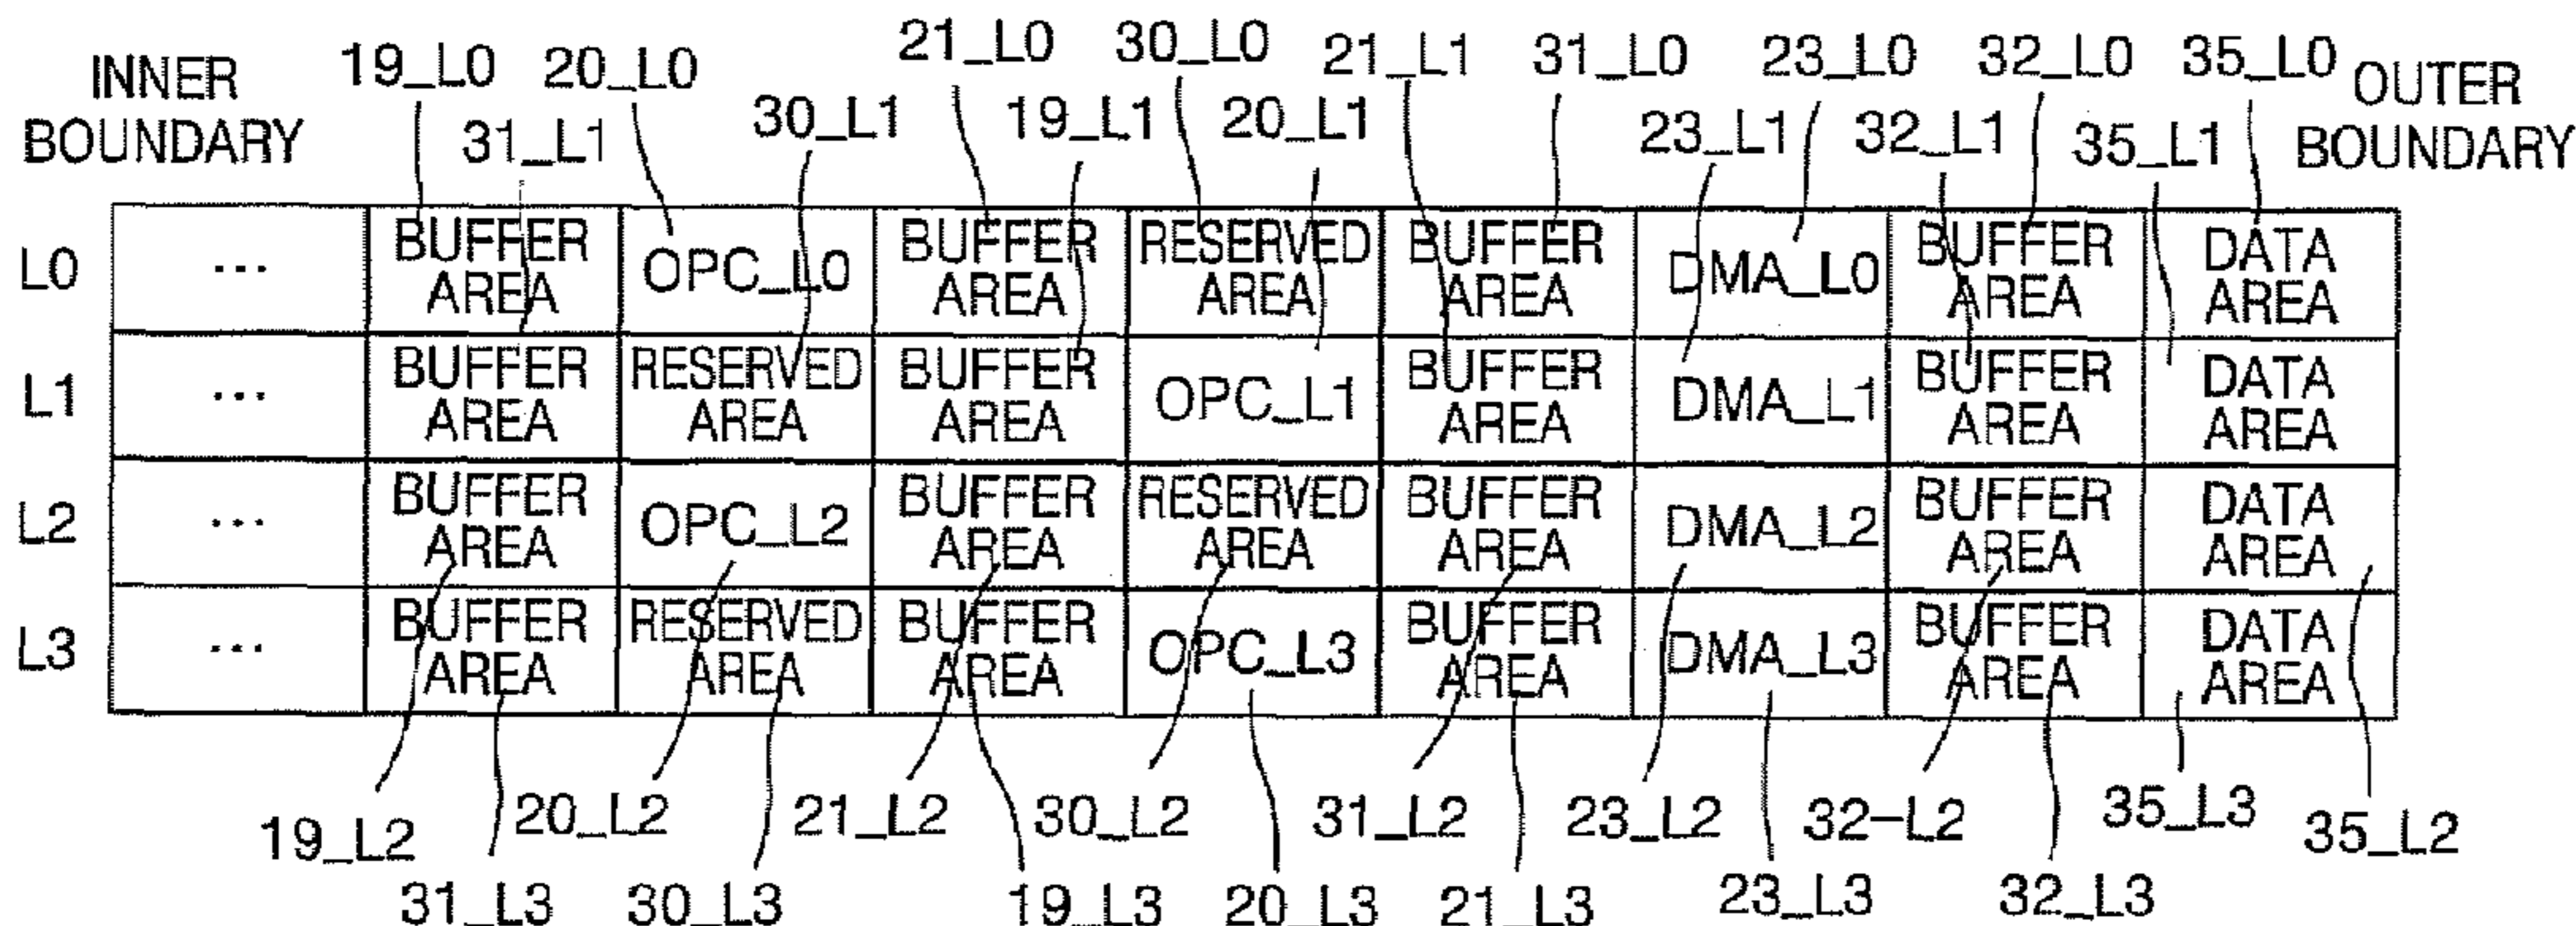 INNER
BOUNDARY
19_L0
20_L0
21_L0
30_L0
21_L1
31_L0
23_L0
32_L0
35_L0
OUTER
BOUNDARY
31_L1
30_L1
19_L1
20_L1
23_L1
32_L1
35_L1
L0
...
BUFFER
AREA
OPC_L0
BUFFER
AREA
RESERVED
AREA
BUFFER
AREA
DMA_L0
BUFFER
AREA
DATA
AREA
L1
...
BUFFER
AREA
RESERVED
AREA
BUFFER
AREA
OPC_L1
BUFFER
AREA
DMA_L1
BUFFER
AREA
DATA
AREA
L2
...
BUFFER
AREA
OPC_L2
BUFFER
AREA
RESERVED
AREA
BUFFER
AREA
DMA_L2
BUFFER
AREA
DATA
AREA
L3
...
BUFFER
AREA
RESERVED
AREA
BUFFER
AREA
OPC_L3
BUFFER
AREA
DMA_L3
BUFFER
AREA
DATA
AREA
19_L2
20_L2
21_L2
30_L2
31_L2
23_L2
32-L2
35_L3
35_L2
31_L3
30_L3
19_L3
20_L3
21_L3
23_L3
32_L3